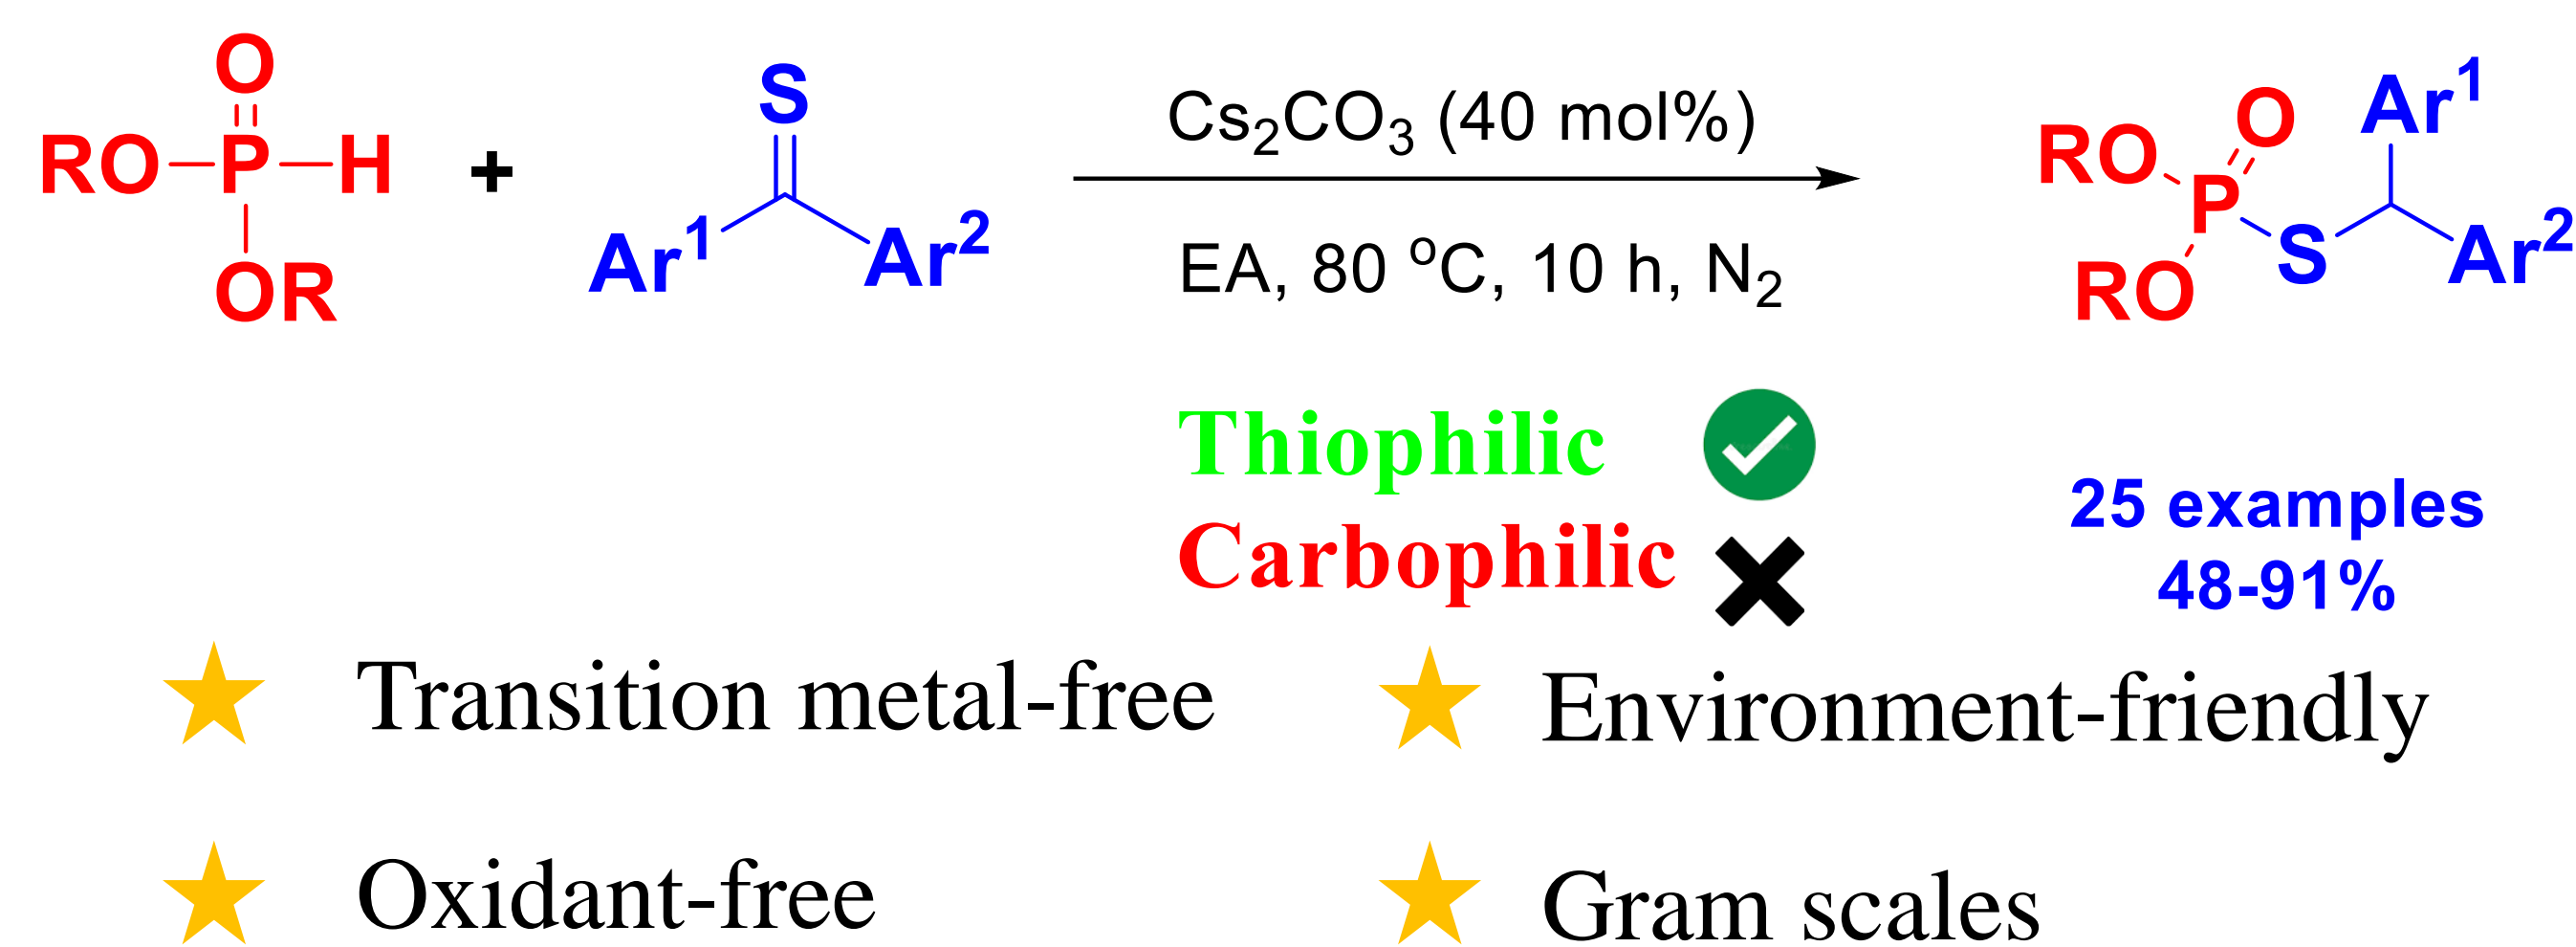 O
RO P H
OR
+
S
Ar¹ Ar²
Cs₂CO₃ (40 mol%)
EA, 80 ºC, 10 h, N₂
Ar¹
O
RO
P
S
RO
Ar²
Thiophilic
Carbophilic
25 examples
48-91%
Transition metal-free
Environment-friendly
Oxidant-free
Gram scales